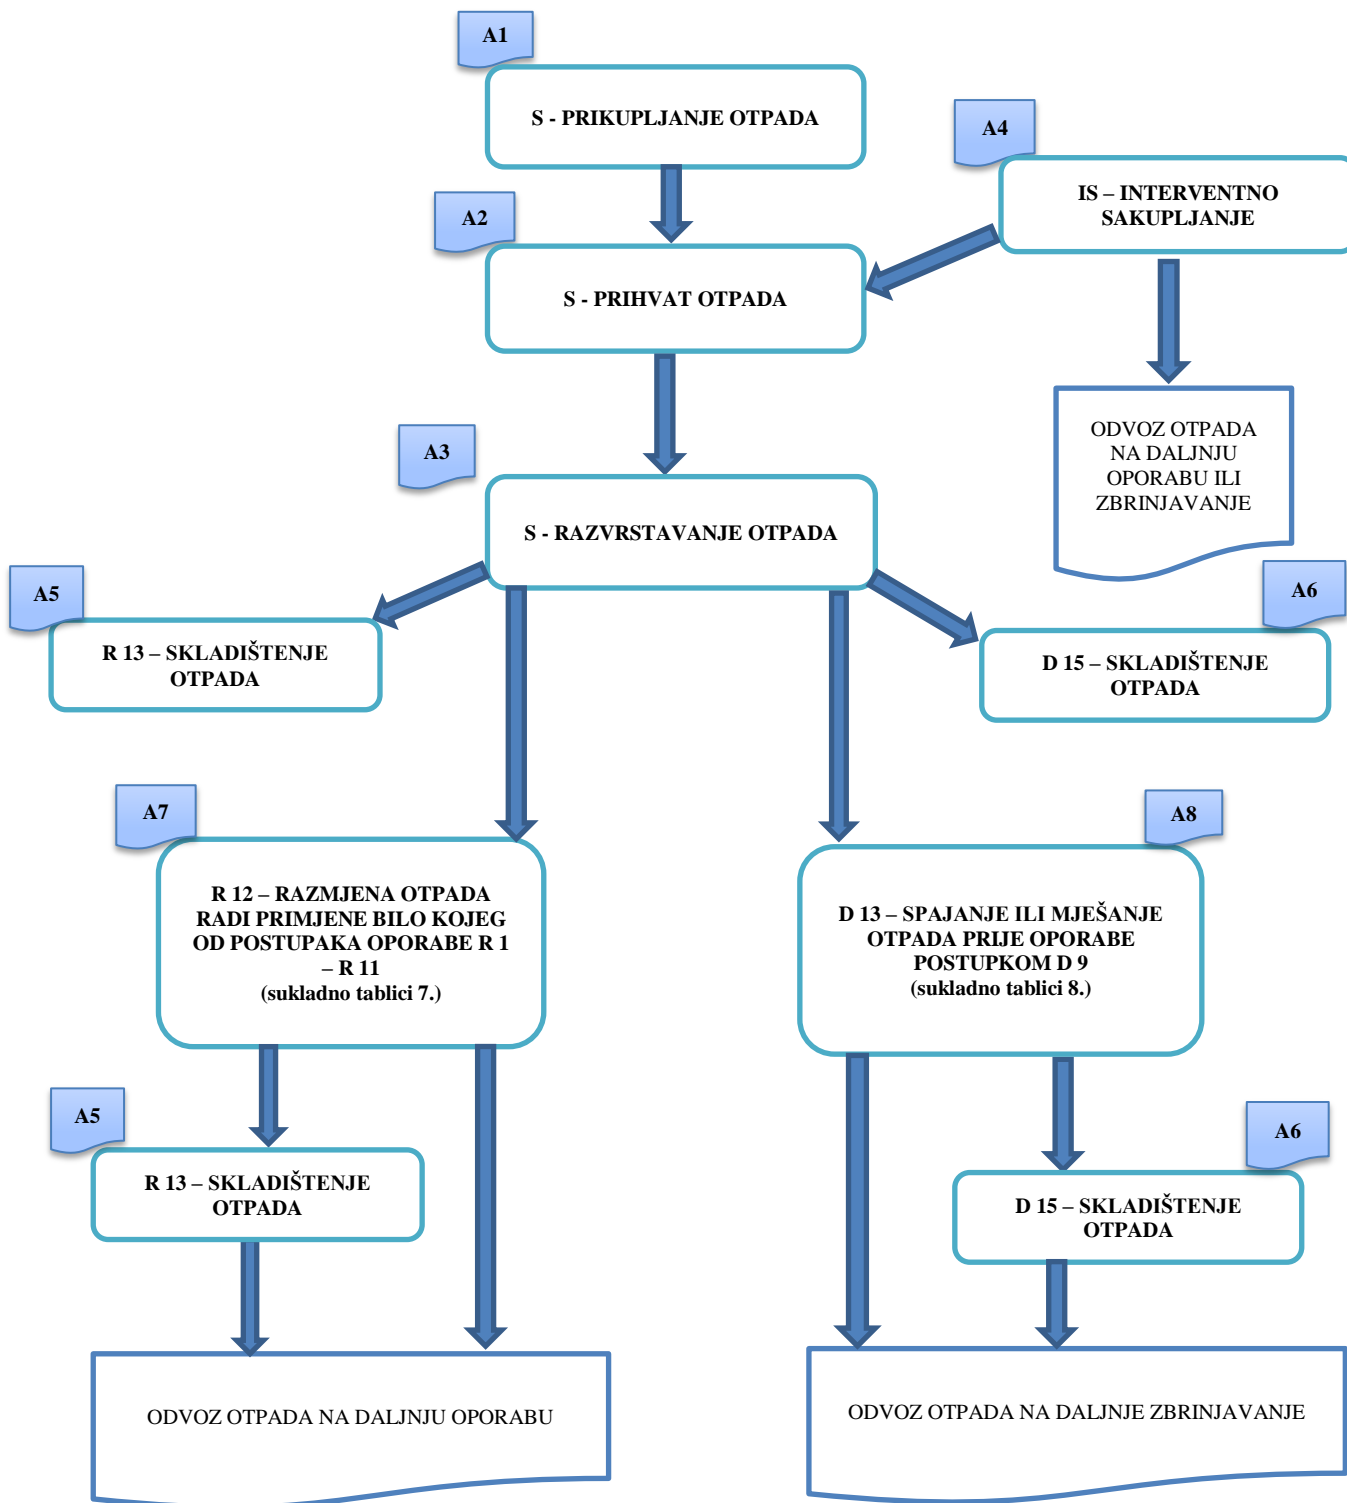 A1
S - PRIKUPLJANJE OTPADA
A4
IS – INTERVENTNO
SAKUPLJANJE
A2
S - PRIHVAT OTPADA
ODVOZ OTPADA
NA DALJNJU
OPORABU ILI
ZBRINJAVANJE
A3
S - RAZVRSTAVANJE OTPADA
A5
R 13 – SKLADIŠTENJE
OTPADA
A6
D 15 – SKLADIŠTENJE
OTPADA
A7
R 12 – RAZMJENA OTPADA
RADI PRIMJENE BILO KOJEG
OD POSTUPAKA OPORABE R 1
– R 11
(sukladno tablici 7.)
A8
D 13 – SPAJANJE ILI MJEŠANJE
OTPADA PRIJE OPORABE
POSTUPKOM D 9
(sukladno tablici 8.)
A5
R 13 – SKLADIŠTENJE
OTPADA
A6
D 15 – SKLADIŠTENJE
OTPADA
ODVOZ OTPADA NA DALJNJU OPORABU
ODVOZ OTPADA NA DALJNJE ZBRINJAVANJE